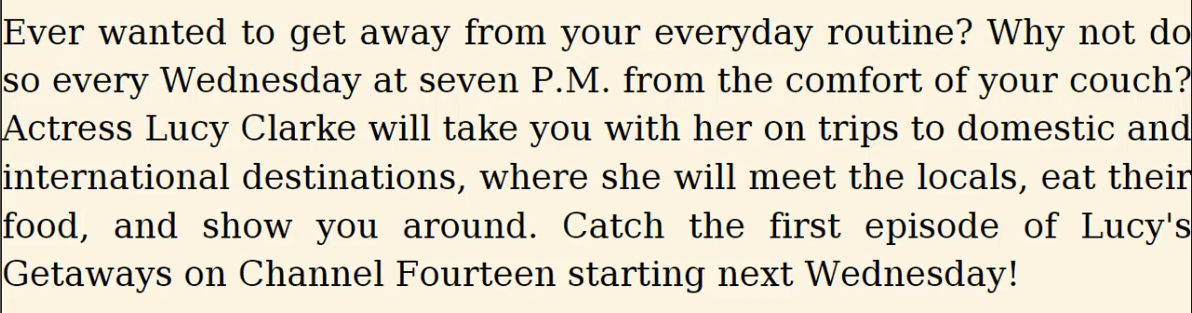 Ever wanted to get away from your everyday routine? Why not do
so every Wednesday at seven P.M. from the comfort of your couch?
Actress Lucy Clarke will take you with her on trips to domestic and
international destinations, where she will meet the locals, eat their
food, and show you around. Catch the first episode of Lucy's
Getaways on Channel Fourteen starting next Wednesday!